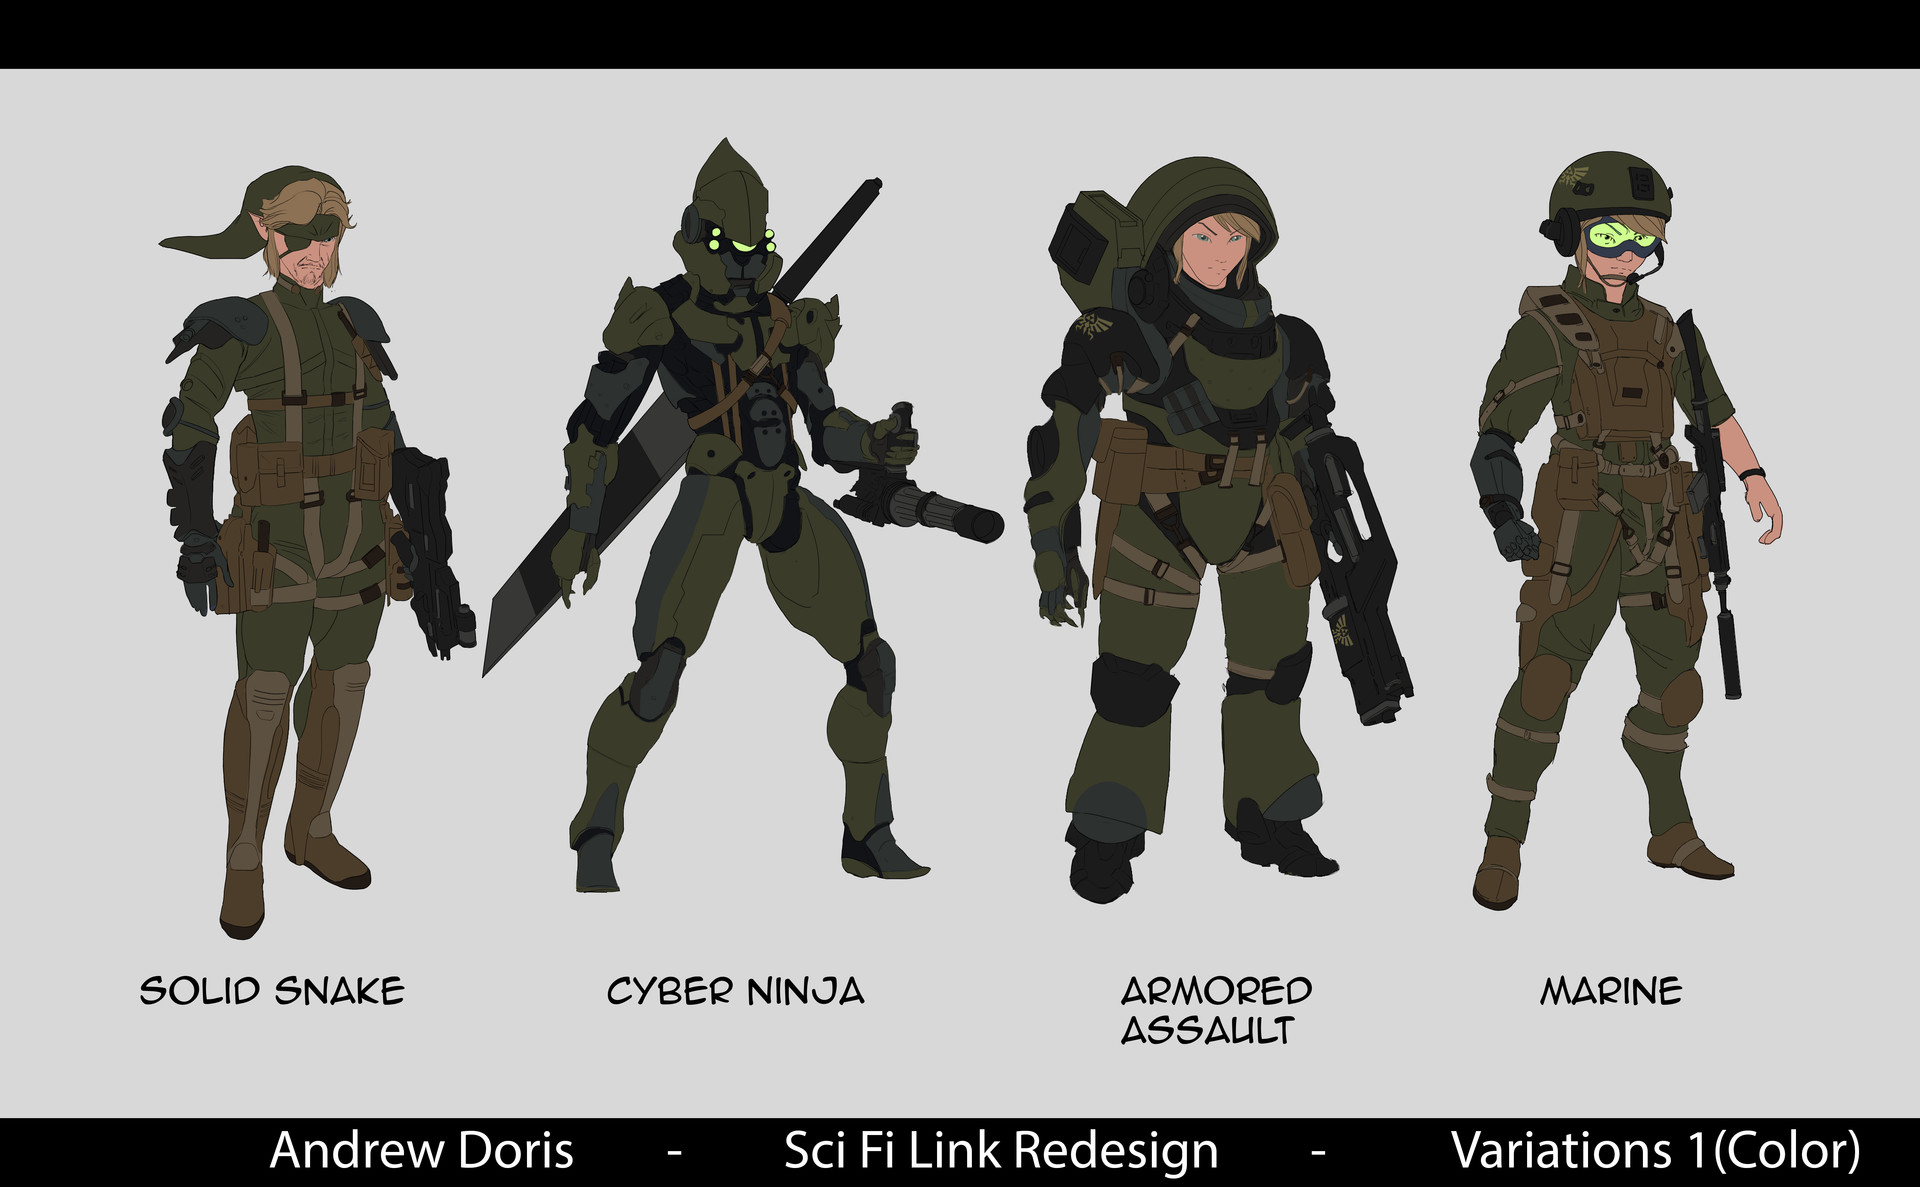 SOLID SNAKE
CYBER NINJA
ARMORED
ASSAULT
MARINE
Andrew Doris - Sci Fi Link Redesign - Variations 1(Color)